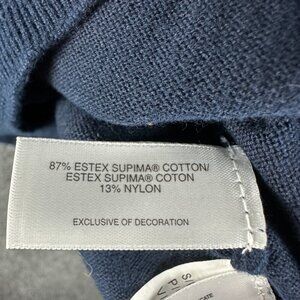 87% ESTEX SUPIMA® COTTON/
ESTEX SUPIMA® COTON
13% NYLON
EXCLUSIVE OF DECORATION